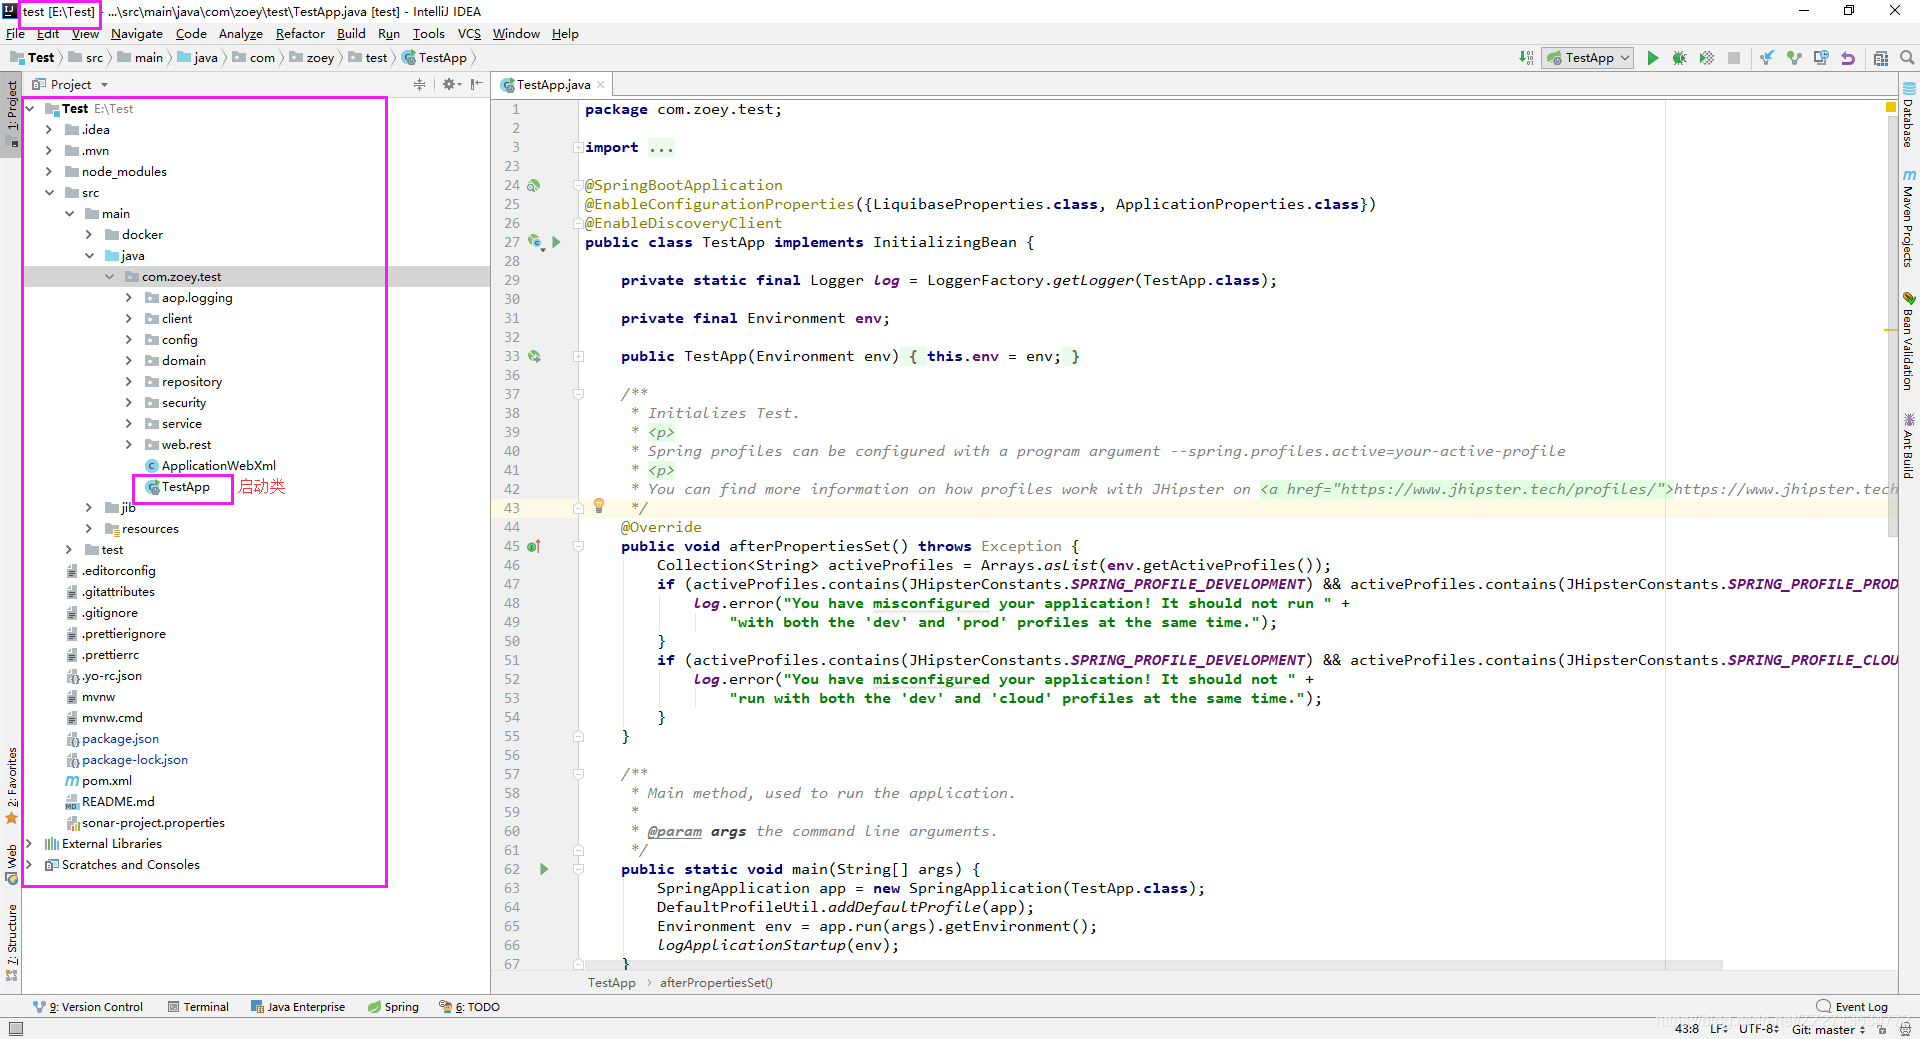 test [E:\Test] - ...\src\main\java\com\zoey\test\TestApp.java [test] - IntelliJ IDEA
File Edit View Navigate Code Analyze Refactor Build Run Tools VCS Window Help
Test src main java com zoey test TestApp
TestApp
Project
TestApp.java
1: Project
2: Favorites
Web
7: Structure
Test E:\Test
.idea
.mvn
node_modules
src
main
docker
java
com.zoey.test
aop.logging
client
config
domain
repository
security
service
web.rest
ApplicationWebXml
TestApp 启动类
jib
resources
test
.editorconfig
.gitattributes
.gitignore
.prettierignore
.prettierrc
.yo-rc.json
mvnw
mvnw.cmd
package.json
package-lock.json
pom.xml
README.md
sonar-project.properties
External Libraries
Scratches and Consoles
1 package com.zoey.test;
2
3 import ...
23
24 @SpringBootApplication
25 @EnableConfigurationProperties({LiquibaseProperties.class, ApplicationProperties.class})
26 @EnableDiscoveryClient
27 public class TestApp implements InitializingBean {
28
29 private static final Logger log = LoggerFactory.getLogger(TestApp.class);
30
31 private final Environment env;
32
33 public TestApp(Environment env) { this.env = env; }
36
37 /**
38 * Initializes Test.
39 * <p>
40 * Spring profiles can be configured with a program argument --spring.profiles.active=your-active-profile
41 * <p>
42 * You can find more information on how profiles work with JHipster on <a href="https://www.jhipster.tech/profiles/">https://www.jhipster.tech
43 */
44 @Override
45 public void afterPropertiesSet() throws Exception {
46 Collection<String> activeProfiles = Arrays.asList(env.getActiveProfiles());
47 if (activeProfiles.contains(JHipsterConstants.SPRING_PROFILE_DEVELOPMENT) && activeProfiles.contains(JHipsterConstants.SPRING_PROFILE_PROD
48 log.error("You have misconfigured your application! It should not run " +
49 "with both the 'dev' and 'prod' profiles at the same time.");
50 }
51 if (activeProfiles.contains(JHipsterConstants.SPRING_PROFILE_DEVELOPMENT) && activeProfiles.contains(JHipsterConstants.SPRING_PROFILE_CLOU
52 log.error("You have misconfigured your application! It should not " +
53 "run with both the 'dev' and 'cloud' profiles at the same time.");
54 }
55 }
56
57 /**
58 * Main method, used to run the application.
59 *
60 * @param args the command line arguments.
61 */
62 public static void main(String[] args) {
63 SpringApplication app = new SpringApplication(TestApp.class);
64 DefaultProfileUtil.addDefaultProfile(app);
65 Environment env = app.run(args).getEnvironment();
66 logApplicationStartup(env);
67 }
TestApp afterPropertiesSet()
Database
Maven Projects
Bean Validation
Ant Build
9: Version Control Terminal Java Enterprise Spring 6: TODO Event Log
43:8 LF UTF-8 Git: master